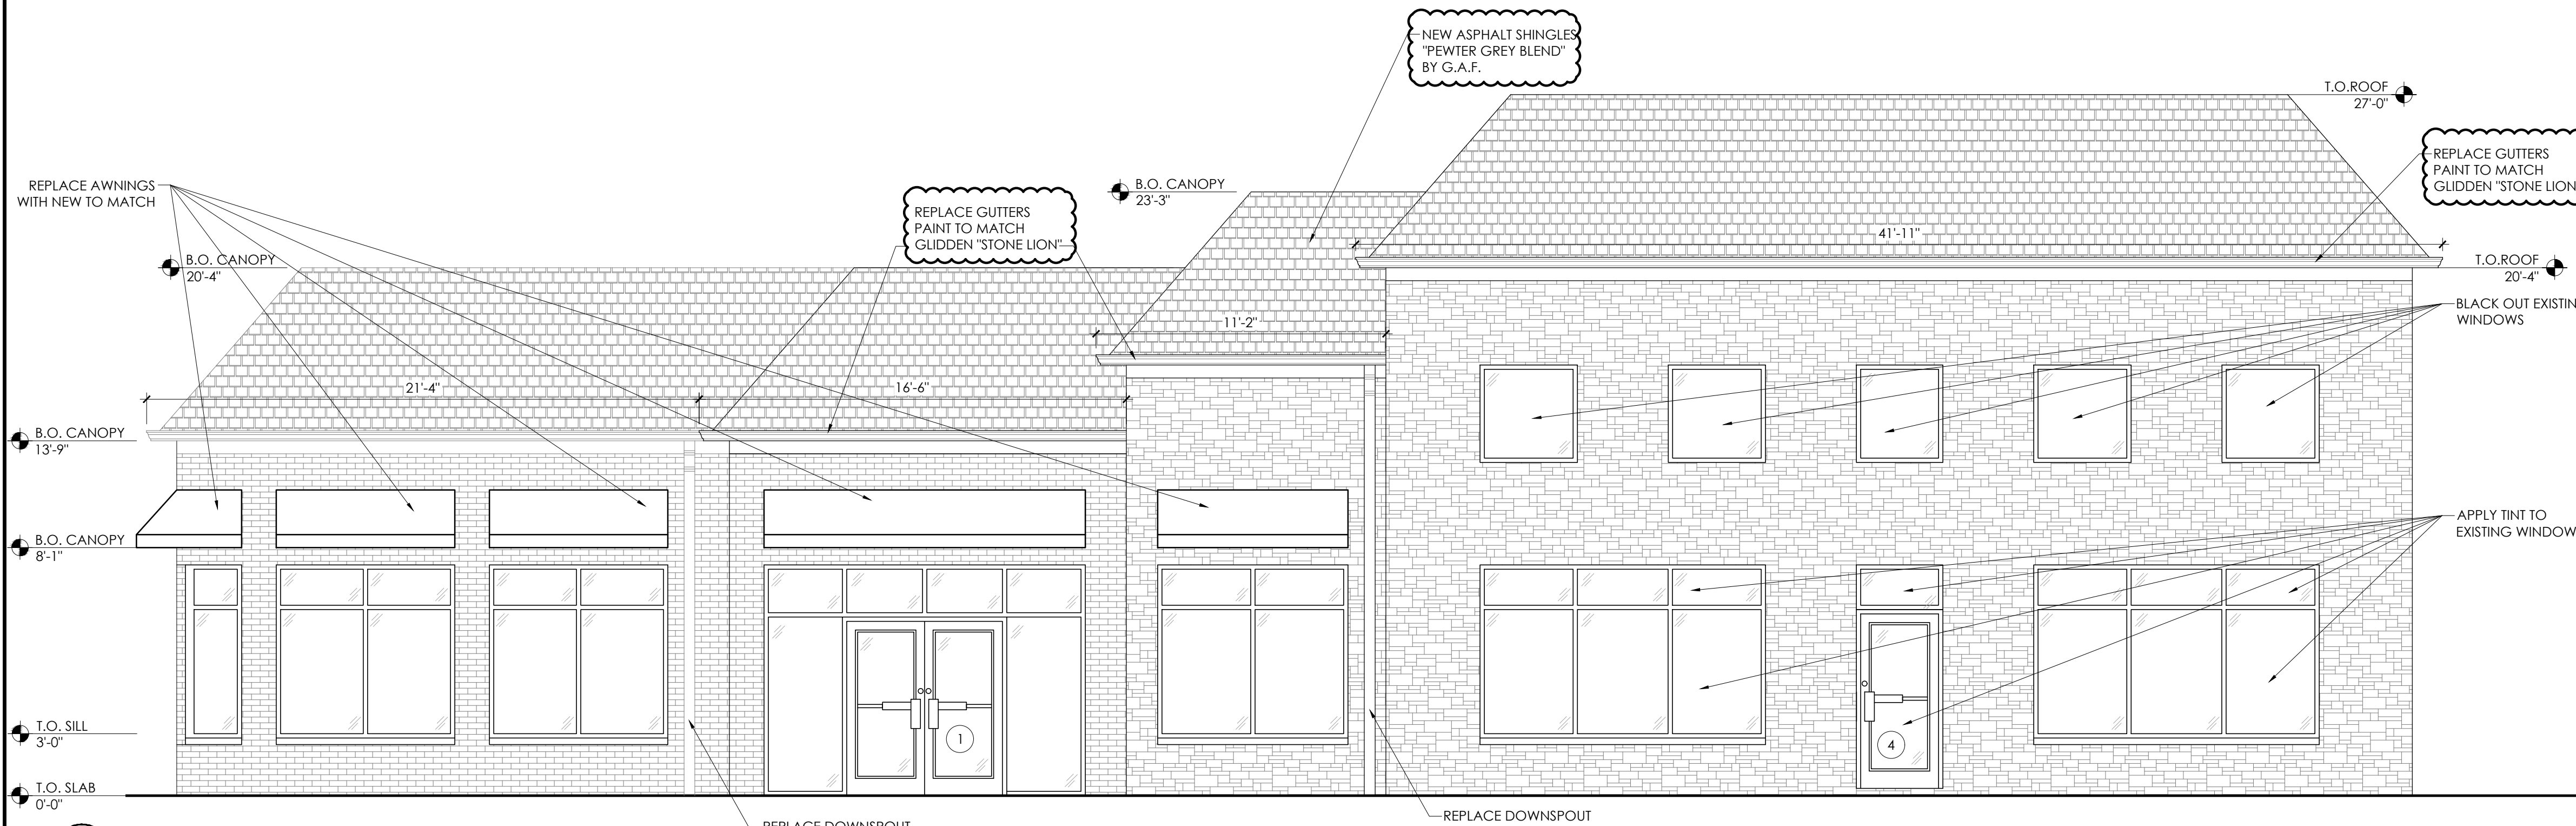 NEW ASPHALT SHINGLES
"PEWTER GREY BLEND"
BY G.A.F.
T.O.ROOF
27'-0"
REPLACE GUTTERS
PAINT TO MATCH
GLIDDEN "STONE LION
REPLACE AWNINGS
WITH NEW TO MATCH
B.O. CANOPY
23'-3"
REPLACE GUTTERS
PAINT TO MATCH
GLIDDEN "STONE LION"
41'-11"
B.O. CANOPY
20'-4"
T.O.ROOF
20'-4"
BLACK OUT EXISTIN
WINDOWS
11'-2"
21'-4"
16'-6"
B.O. CANOPY
13'-9"
B.O. CANOPY
8'-1"
APPLY TINT TO
EXISTING WINDOW
T.O. SILL
3'-0"
1
4
T.O. SLAB
0'-0"
REPLACE DOWNSPOUT
REPLACE DOWNSPOUT